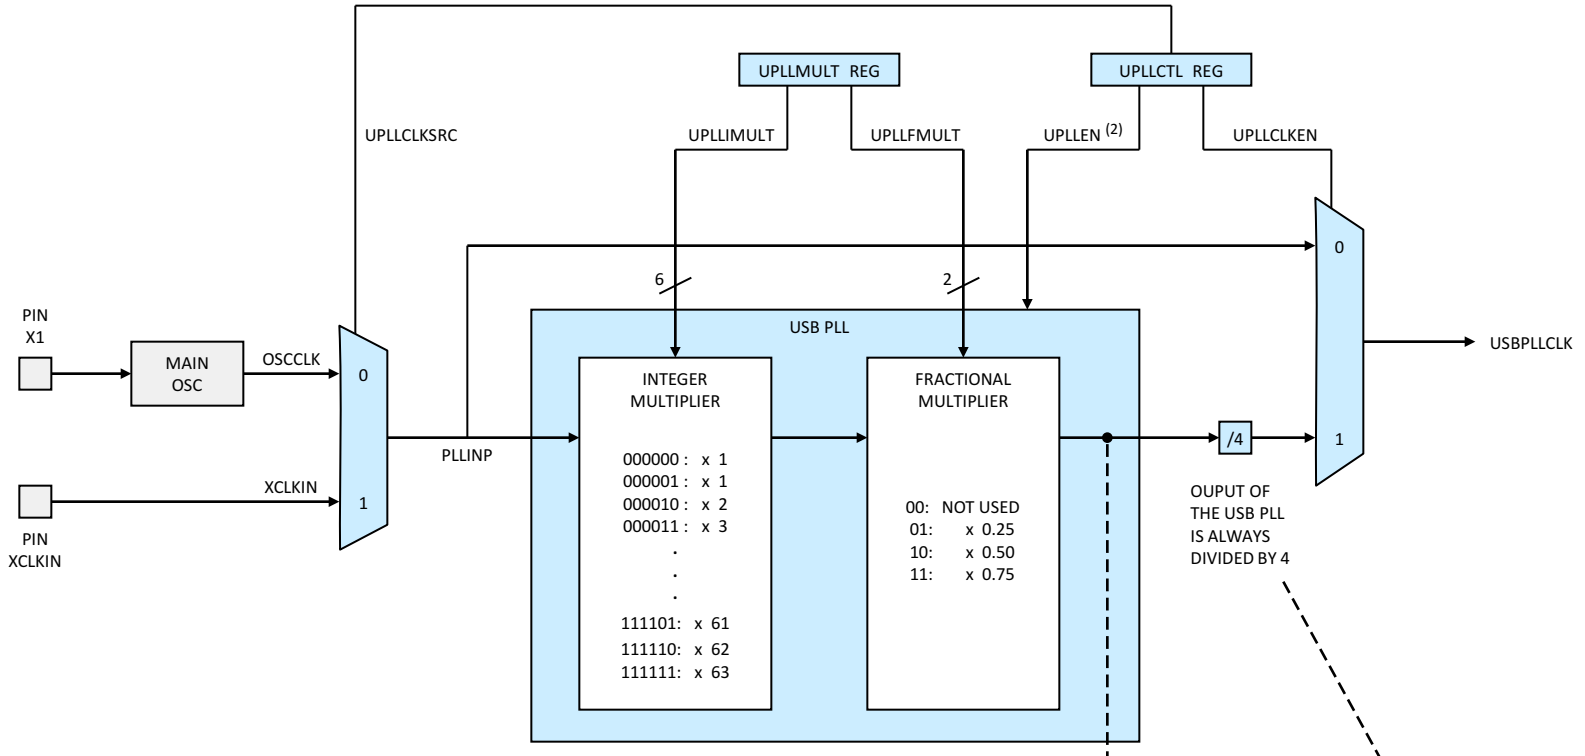 UPLLMULT REG
UPLLCTL REG
UPLLCLKSRC
UPLLIMULT
UPLLFMULT
UPLLEN (2)
UPLLCLKEN
0
6
2
PIN
X1
USB PLL
MAIN
OSC
OSCCLK
0
INTEGER
MULTIPLIER
FRACTIONAL
MULTIPLIER
USBPLLCLK
PLLINP
/4
1
000000 : x 1
000001 : x 1
000010 : x 2
000011 : x 3
.
.
.
111101: x 61
111110: x 62
111111: x 63
00: NOT USED
01: x 0.25
10: x 0.50
11: x 0.75
XCLKIN
1
PIN
XCLKIN
OUPUT OF
THE USB PLL
IS ALWAYS
DIVIDED BY 4